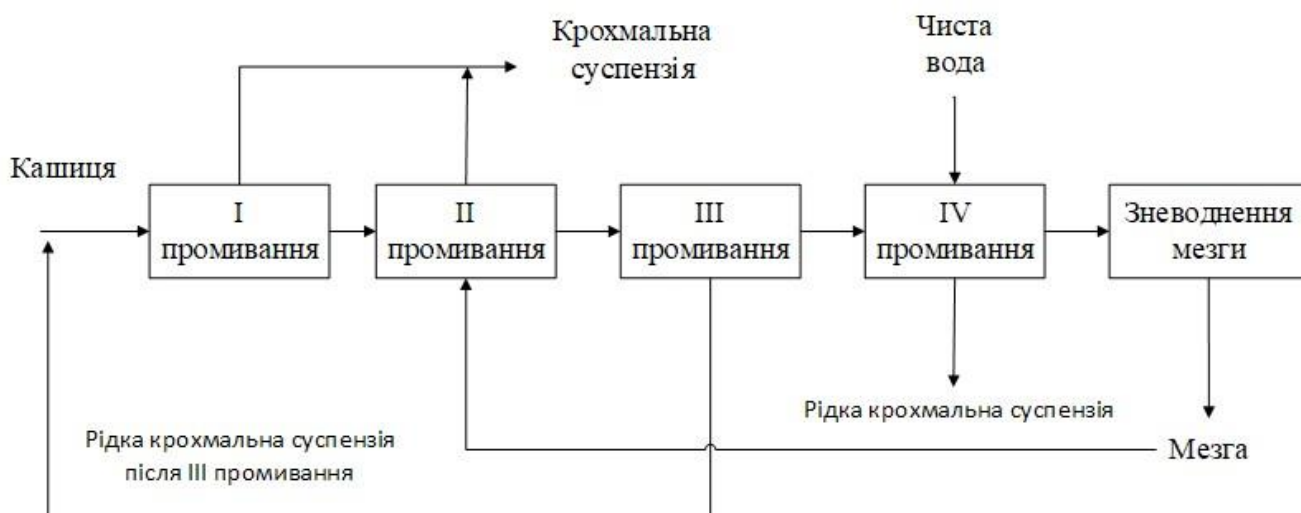 Крохмальна
суспензія
Чиста
вода
Кашиця
I
промивання
II
промивання
III
промивання
IV
промивання
Зневоднення
мезги
Рідка крохмальна суспензія
після III промивання
Рідка крохмальна суспензія
Мезга